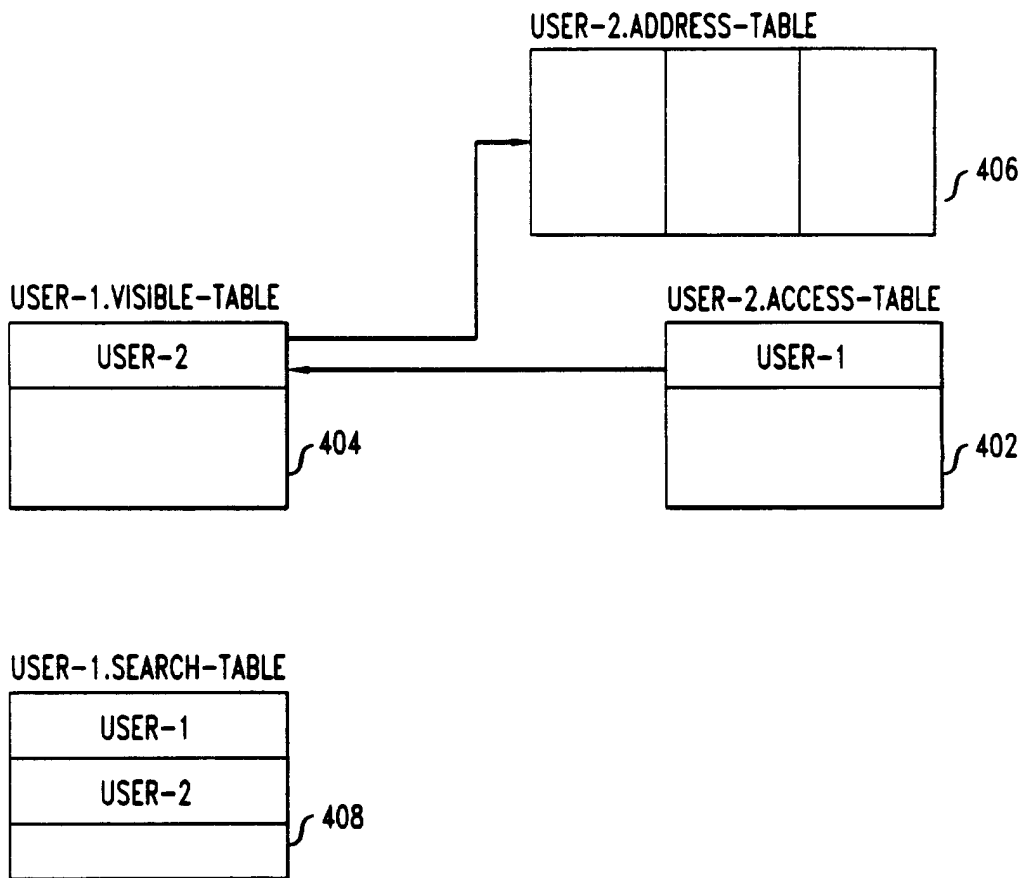 USER-2.ADDRESS-TABLE
406
USER-1.VISIBLE-TABLE
USER-2
404
USER-2.ACCESS-TABLE
USER-1
402
USER-1.SEARCH-TABLE
USER-1
USER-2
408